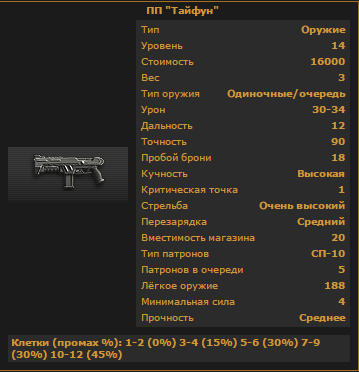 ПП "Тайфун"
Тип Оружие
Уровень 14
Стоимость 16000
Вес 3
Тип оружия Одиночные/очередь
Урон 30-34
Дальность 12
Точность 90
Пробой брони 18
Кучность Высокая
Критическая точка 1
Стрельба Очень высокий
Перезарядка Средний
Вместимость магазина 20
Тип патронов СП-10
Патронов в очереди 5
Лёгкое оружие 188
Минимальная сила 4
Прочность Среднее
Клетки (промах %): 1-2 (0%) 3-4 (15%) 5-6 (30%) 7-9
(30%) 10-12 (45%)